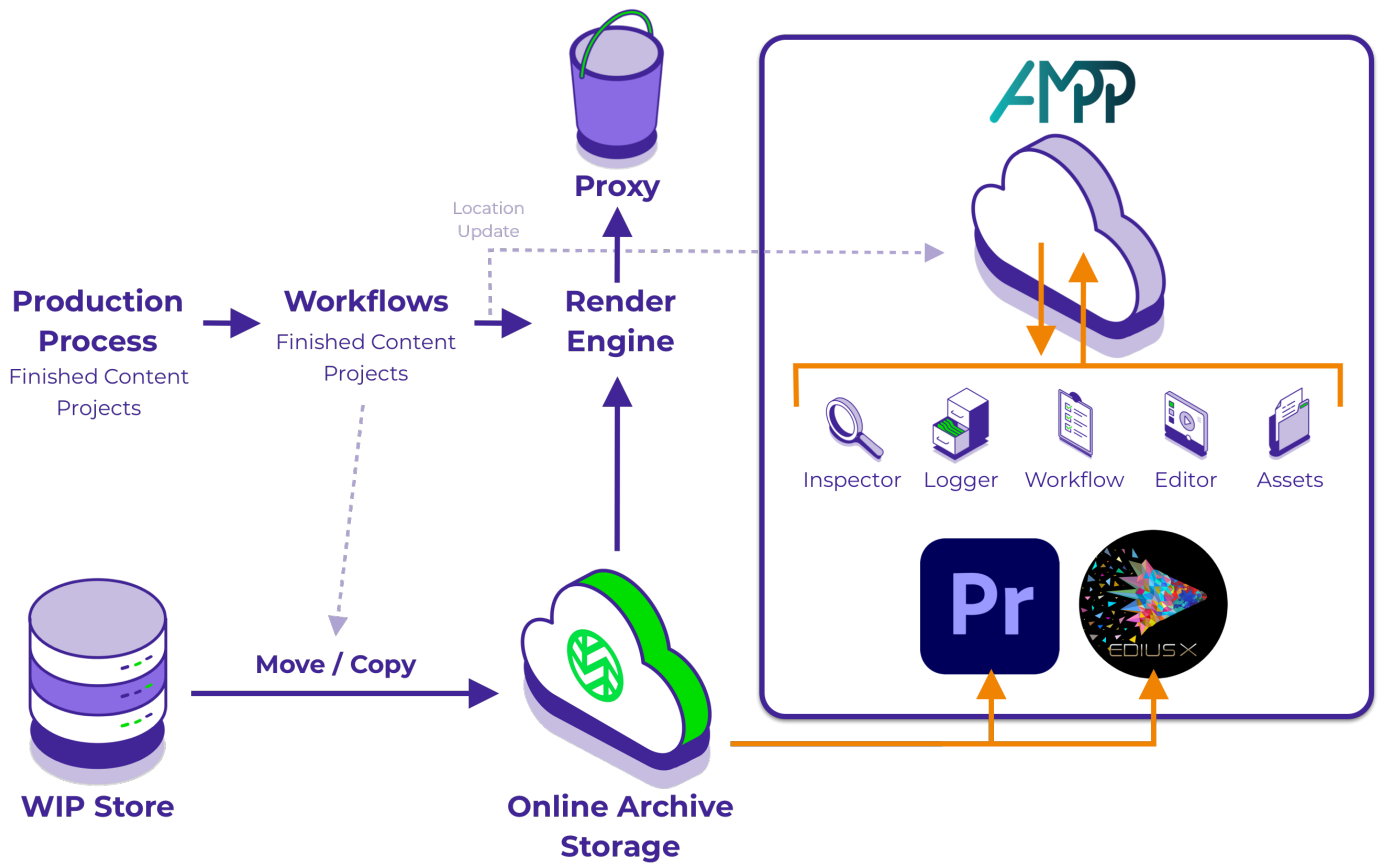 AMPP
Proxy
Location
Update
Production
Process
Finished Content
Projects
Workflows
Finished Content
Projects
Render
Engine
Inspector
Logger
Workflow
Editor
Assets
Pr
EDIUS X
Move / Copy
WIP Store
Online Archive
Storage